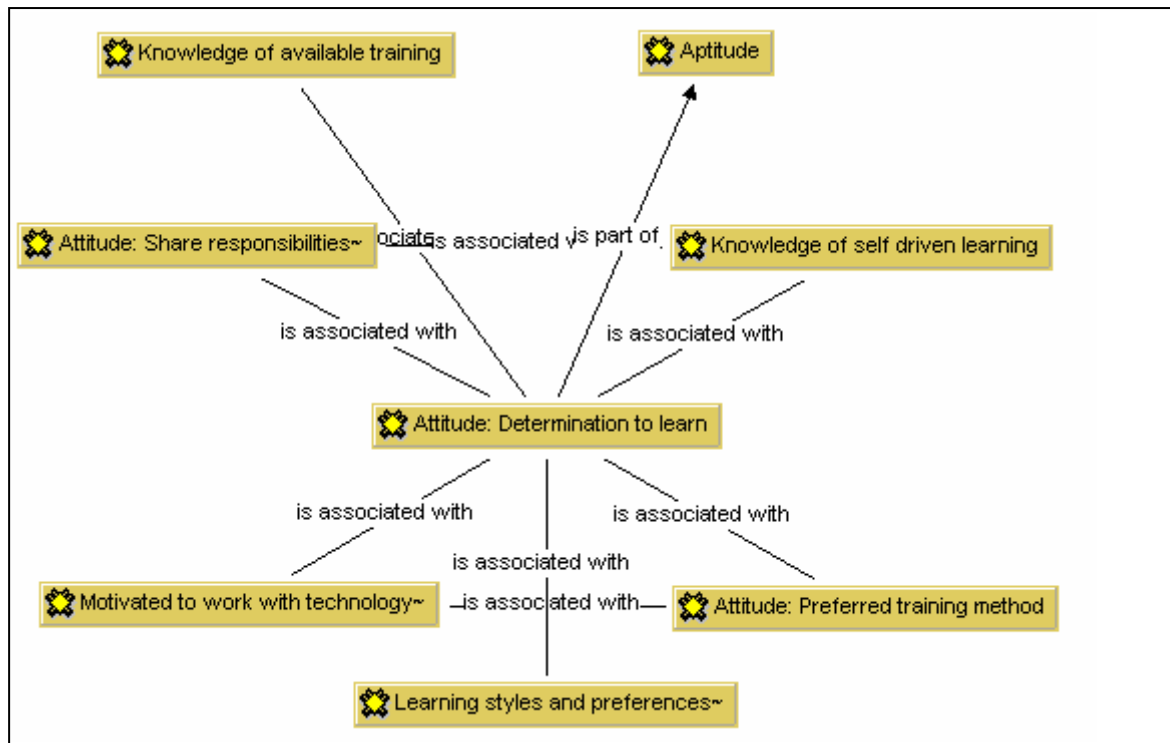 Knowledge of available training
Aptitude
Attitude: Share responsibilities~
is associated
is part of
Knowledge of self driven learning
is associated with
is associated with
Attitude: Determination to learn
is associated with
is associated with
is associated with
Motivated to work with technology~
is associated with
Attitude: Preferred training method
Learning styles and preferences~